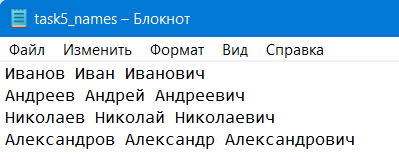 task5_names – Блокнот
Файл Изменить Формат Вид Справка
Иванов Иван Иванович
Андреев Андрей Андреевич
Николаев Николай Николаевич
Александров Александр Александрович